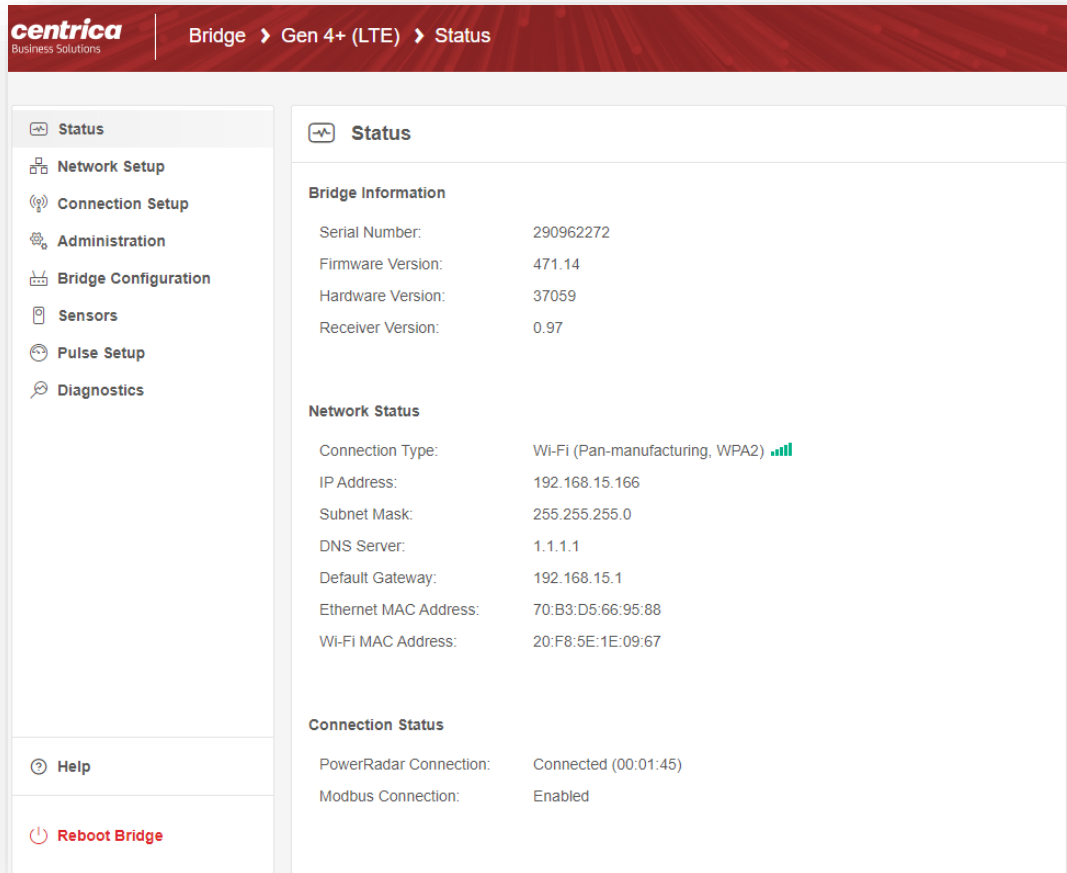 centrica
Business Solutions
Bridge > Gen 4+ (LTE) > Status
Status
Network Setup
Connection Setup
Administration
Bridge Configuration
Sensors
Pulse Setup
Diagnostics
Help
Reboot Bridge
Status
Bridge Information
Serial Number: 290962272
Firmware Version: 471.14
Hardware Version: 37059
Receiver Version: 0.97
Network Status
Connection Type: Wi-Fi (Pan-manufacturing, WPA2)
IP Address: 192.168.15.166
Subnet Mask: 255.255.255.0
DNS Server: 1.1.1.1
Default Gateway: 192.168.15.1
Ethernet MAC Address: 70:B3:D5:66:95:88
Wi-Fi MAC Address: 20:F8:5E:1E:09:67
Connection Status
PowerRadar Connection: Connected (00:01:45)
Modbus Connection: Enabled